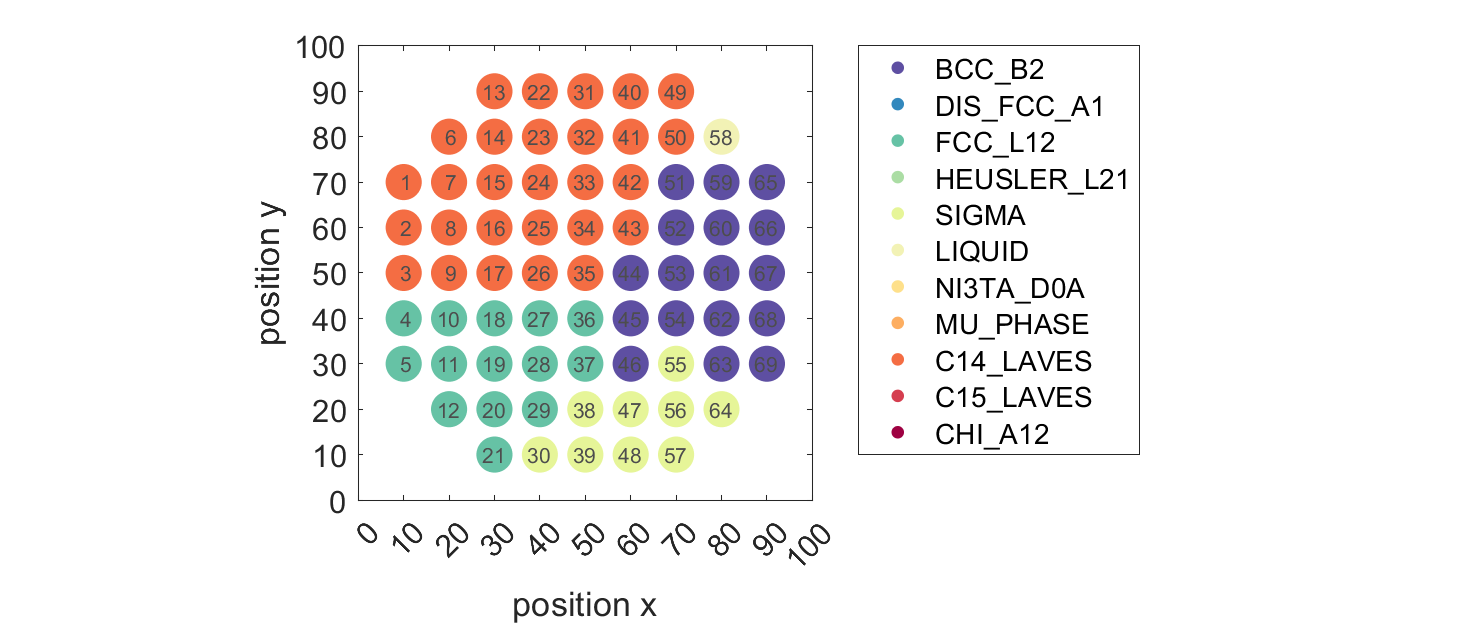 100
90
80
70
60
50
40
30
20
10
0
position y
13 22 31 40 49
6 14 23 32 41 50 58
1 7 15 24 33 42 51 59 65
2 8 16 25 34 43 52 60 66
3 9 17 26 35 44 53 61 67
4 10 18 27 36 45 54 62 68
5 11 19 28 37 46 55 63 69
12 20 29 38 47 56 64
21 30 39 48 57
0 10 20 30 40 50 60 70 80 90 100
position x
BCC_B2
DIS_FCC_A1
FCC_L12
HEUSLER_L21
SIGMA
LIQUID
NI3TA_D0A
MU_PHASE
C14_LAVES
C15_LAVES
CHI_A12